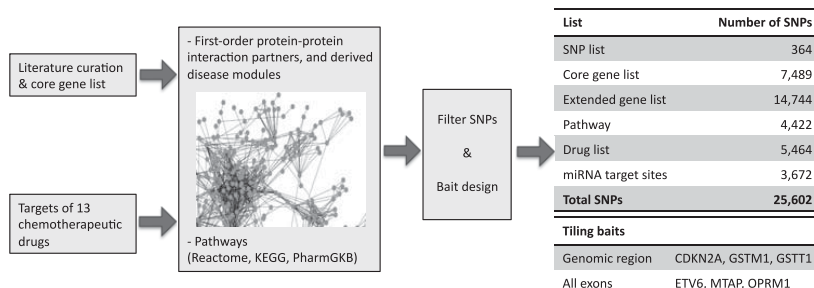 Literature curation
& core gene list
Targets of 13
chemotherapeutic
drugs
- First-order protein-protein
interaction partners, and derived
disease modules
- Pathways
(Reactome, KEGG, PharmGKB)
Filter SNPs
&
Bait design
List Number of SNPs
SNP list 364
Core gene list 7,489
Extended gene list 14,744
Pathway 4,422
Drug list 5,464
miRNA target sites 3,672
Total SNPs 25,602
Tiling baits
Genomic region CDKN2A, GSTM1, GSTT1
All exons ETV6, MTAP, OPRM1